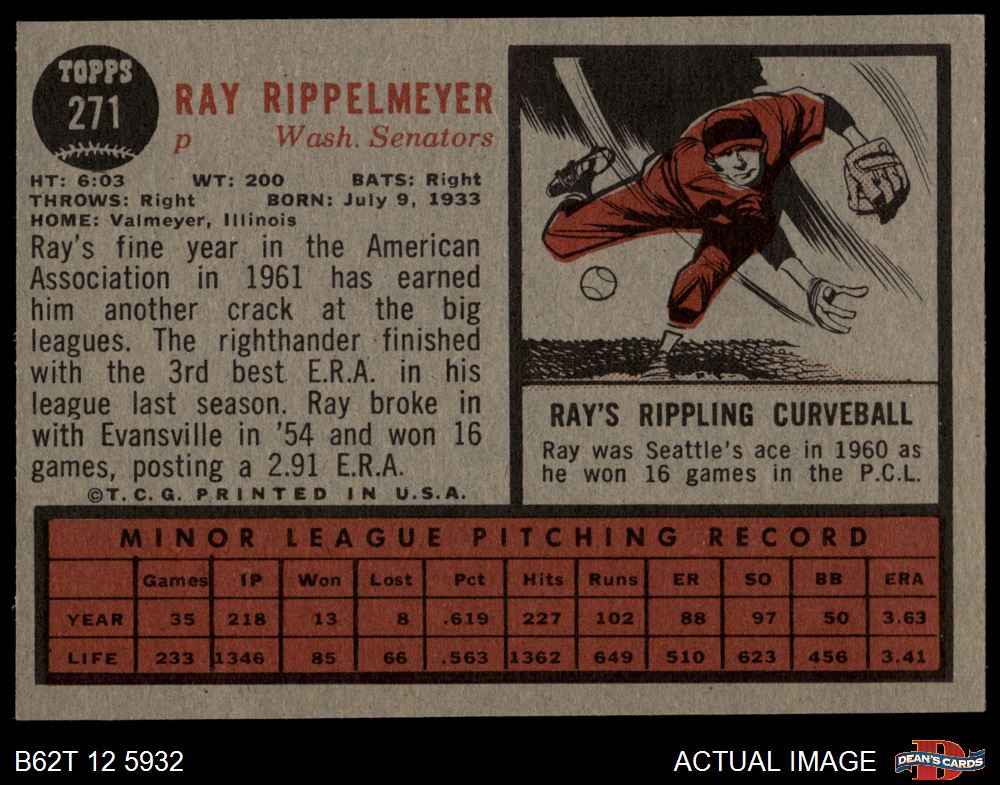 TOPPS
271
RAY RIPPELMEYER
p Wash. Senators
HT: 6:03 WT: 200 BATS: Right
THROWS: Right BORN: July 9, 1933
HOME: Valmeyer, Illinois
Ray's fine year in the American
Association in 1961 has earned
him another crack at the big
leagues. The righthander finished
with the 3rd best E.R.A. in his
league last season. Ray broke in
with Evansville in '54 and won 16
games, posting a 2.91 E.R.A.
©T.C.G. PRINTED IN U.S.A.
RAY'S RIPPLING CURVEBALL
Ray was Seattle's ace in 1960 as
he won 16 games in the P.C.L.
MINOR LEAGUE PITCHING RECORD
Games IP Won Lost Pct Hits Runs ER SO BB ERA
YEAR 35 218 13 8 .619 227 102 88 97 50 3.63
LIFE 233 1346 85 66 .563 1362 649 510 623 456 3.41
B62T 12 5932 ACTUAL IMAGE DEAN'S CARDS